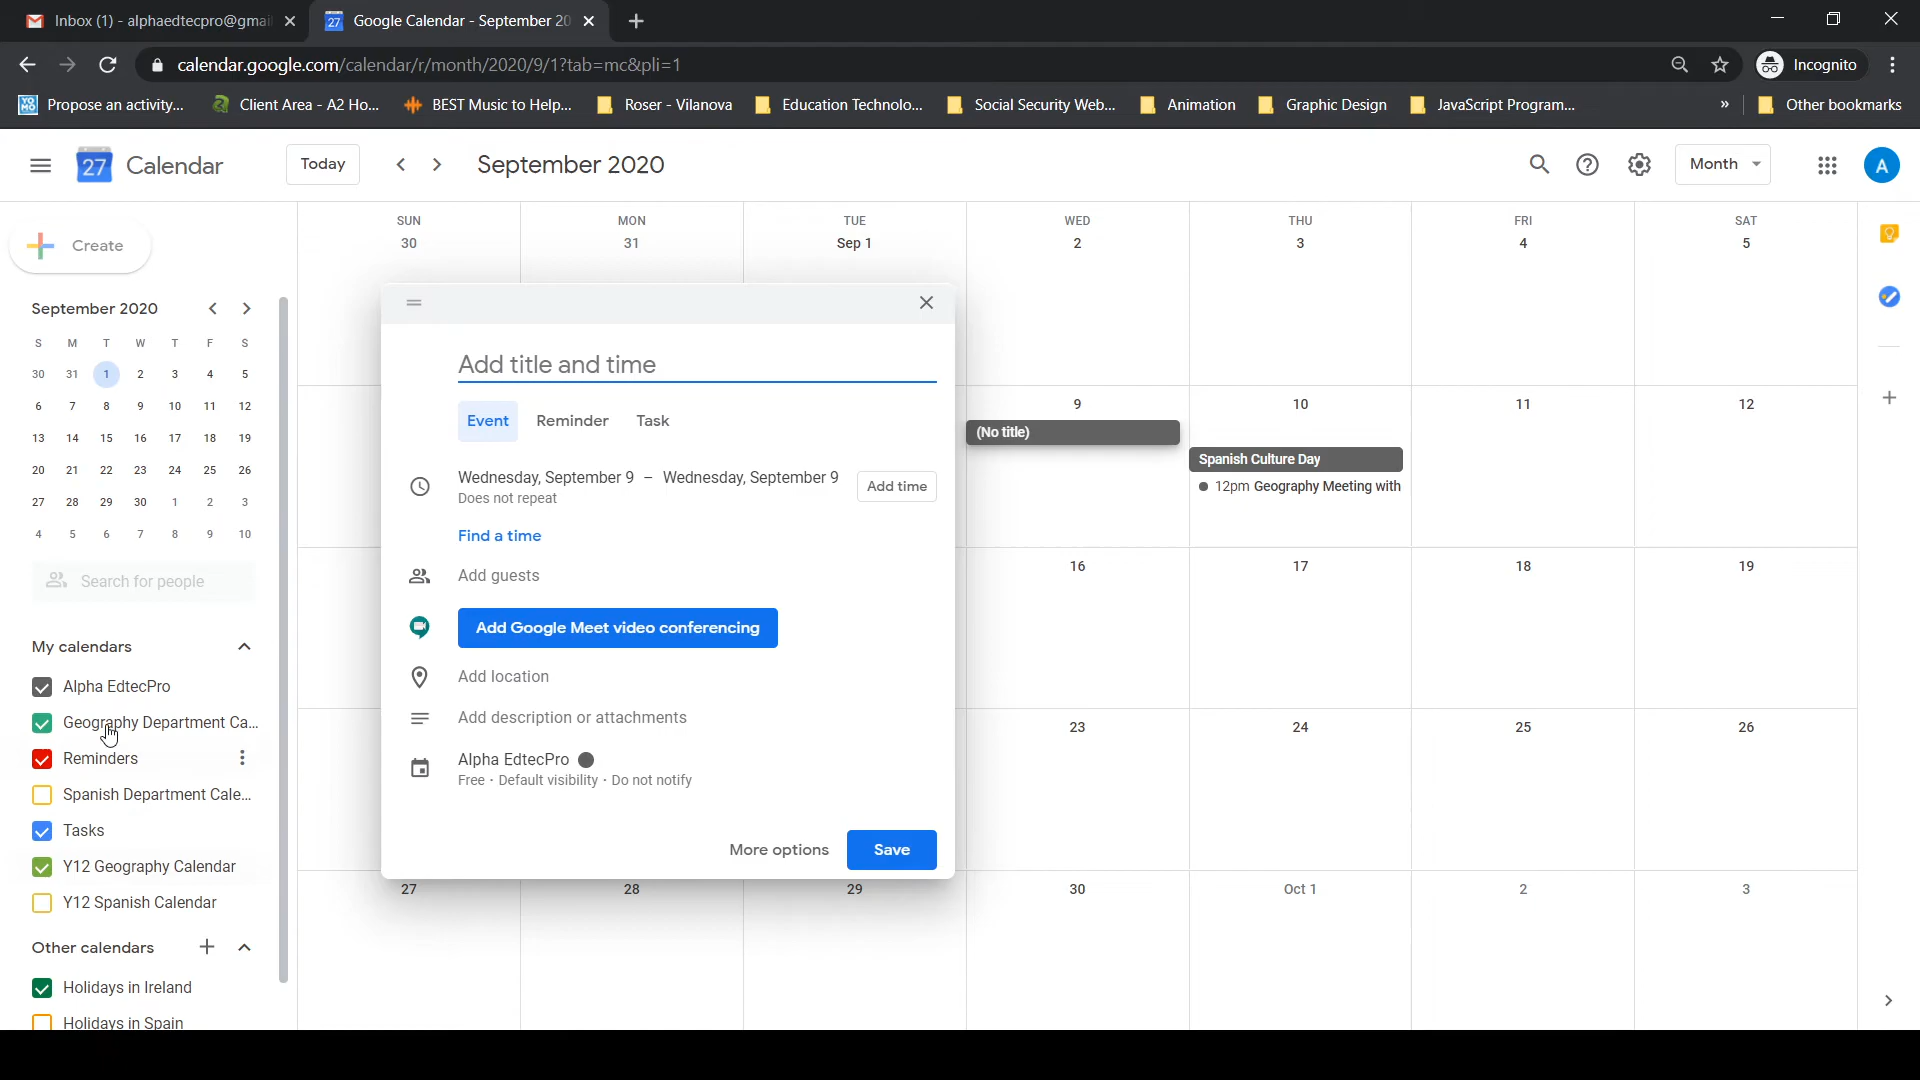 Inbox (1) - alphaedtecpro@gmai
Google Calendar - September 20
calendar.google.com/calendar/r/month/2020/9/1?tab=mc&pli=1
Incognito
Propose an activity...
Client Area - A2 Ho...
BEST Music to Help...
Roser - Vilanova
Education Technolo...
Social Security Web...
Animation
Graphic Design
JavaScript Program...
»
Other bookmarks
27 Calendar
Today
September 2020
Month
A
Create
September 2020
S M T W T F S
30 31 1 2 3 4 5
6 7 8 9 10 11 12
13 14 15 16 17 18 19
20 21 22 23 24 25 26
27 28 29 30 1 2 3
4 5 6 7 8 9 10
Search for people
My calendars
Alpha EdtecPro
Geography Department Ca...
Reminders
Spanish Department Cale...
Tasks
Y12 Geography Calendar
Y12 Spanish Calendar
Other calendars
Holidays in Ireland
Holidays in Spain
SUN MON TUE WED THU FRI SAT
30 31 Sep 1 2 3 4 5
Add title and time
Event Reminder Task
Wednesday, September 9 – Wednesday, September 9
Does not repeat
Add time
Find a time
Add guests
Add Google Meet video conferencing
Add location
Add description or attachments
Alpha EdtecPro
Free · Default visibility · Do not notify
More options
Save
9 10 11 12
(No title)
Spanish Culture Day
12pm Geography Meeting with
16 17 18 19
23 24 25 26
27 28 29 30 Oct 1 2 3